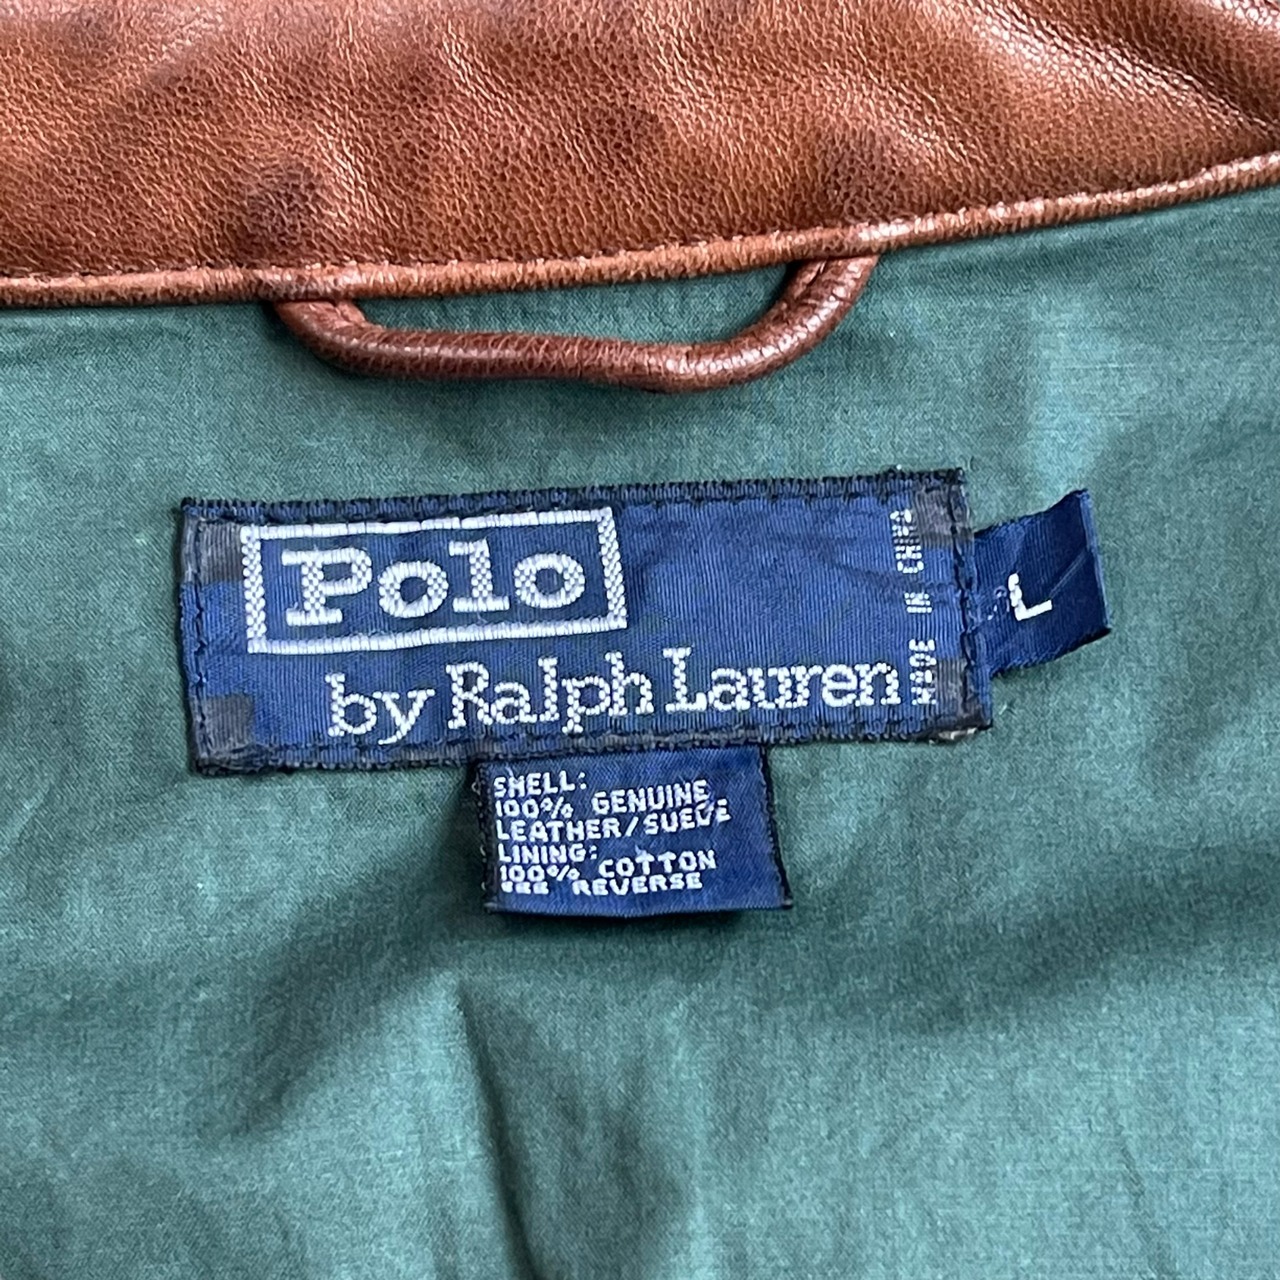 Polo
by Ralph Lauren
MADE IN CHINA
L
SHELL:
100% GENUINE
LEATHER/SUEDE
LINING:
100% COTTON
SEE REVERSE